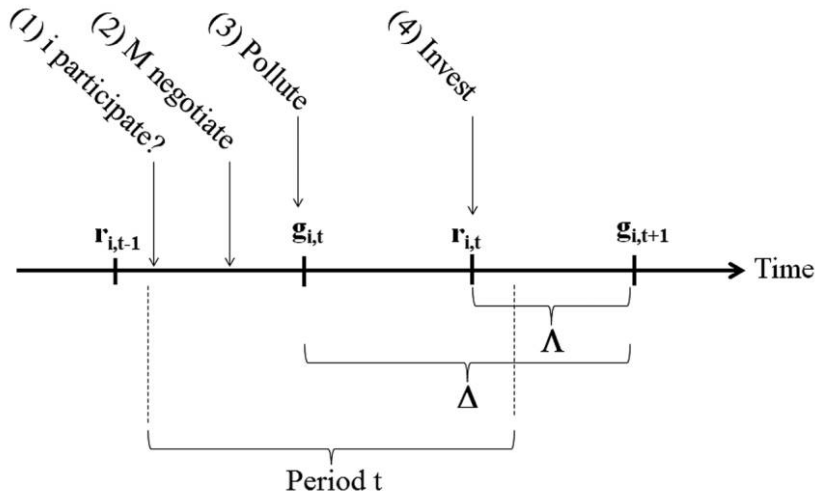 (1) i participate?
(2) M negotiate
(3) Pollute
(4) Invest
r_{i,t-1} g_{i,t} r_{i,t} g_{i,t+1}
Time
Λ
Δ
Period t